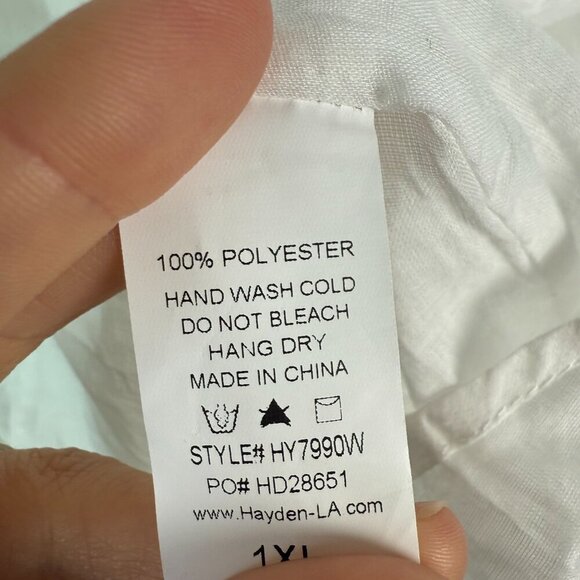 100% POLYESTER
HAND WASH COLD
DO NOT BLEACH
HANG DRY
MADE IN CHINA
STYLE# HY7990W
PO# HD28651
www.Hayden-LA.com
1XL